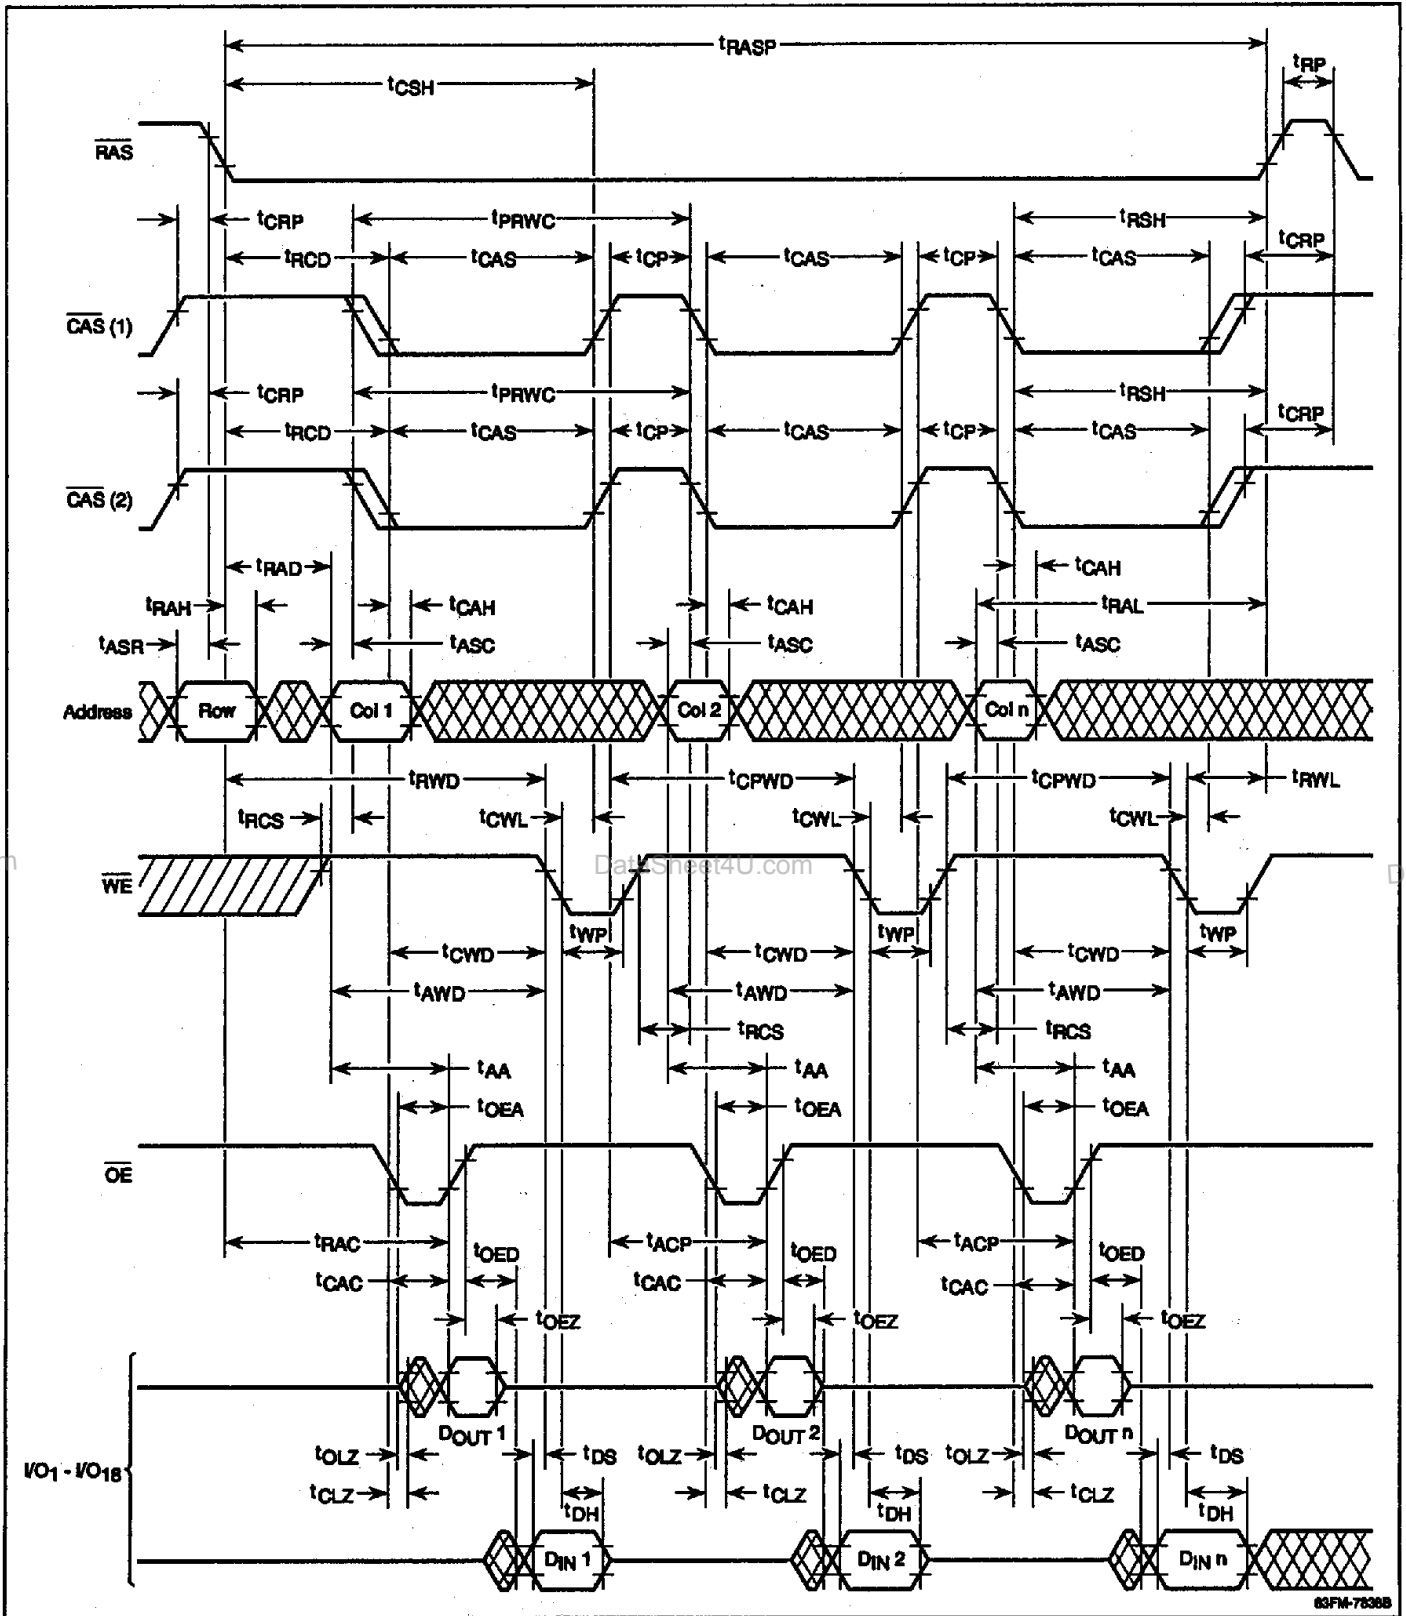 tRASP
tRP
tCSH
RAS
tCRP tPRWC tRSH
tRCD tCAS tCP tCAS tCP tCAS tCRP
CAS (1)
tCRP tPRWC tRSH
tRCD tCAS tCP tCAS tCP tCAS tCRP
CAS (2)
tRAD tCAH
tRAH tCAH tCAH tRAL
tASR tASC tASC tASC
Address Row Col 1 Col 2 Col n
tRWD tCPWD tCPWD tRWL
tRCS tCWL tCWL tCWL
DataSheet4U.com
m
D
WE
tWP tWP tWP
tCWD tCWD tCWD
tAWD tAWD tAWD
tRCS tRCS
tAA tAA tAA
tOEA tOEA tOEA
OE
tRAC tACP tACP
tOED tOED tOED
tCAC tCAC tCAC
tOEZ tOEZ tOEZ
DOUT 1 DOUT 2 DOUT n
tOLZ tDS tOLZ tDS tOLZ tDS
I/O1 - I/O16
tCLZ tDH tCLZ tDH tCLZ tDH
DIN 1 DIN 2 DIN n
83FM-7838B